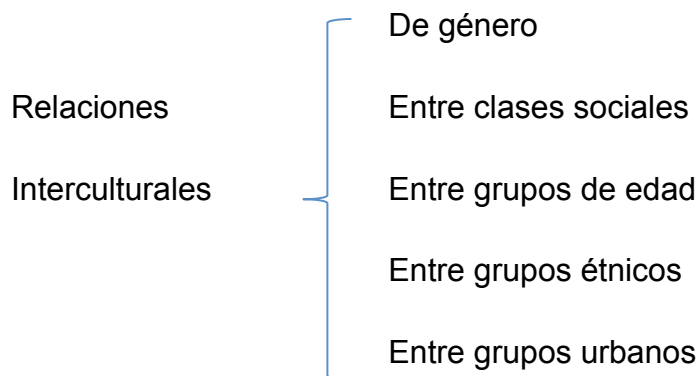 Relaciones
Interculturales
De género
Entre clases sociales
Entre grupos de edad
Entre grupos étnicos
Entre grupos urbanos